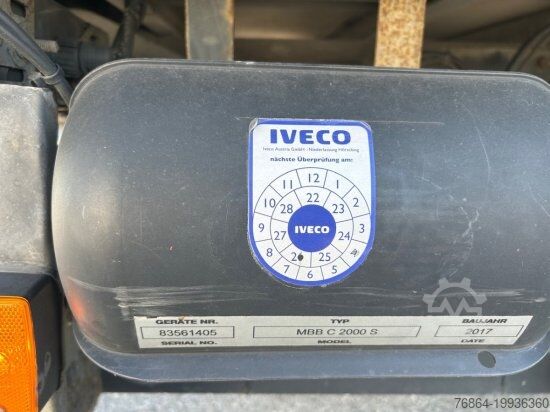 IVECO
Iveco Austria GmbH - Niederlassung Hörsching
nächste Überprüfung am:
11 12 1
10 2
28 22 23
9 3
27 IVECO 24
8 26 25 4
7 6 5
GERÄTE NR. TYP BAUJAHR
83561405 MBB C 2000 S 2017
SERIAL NO. MODEL DATE
76864-19936360